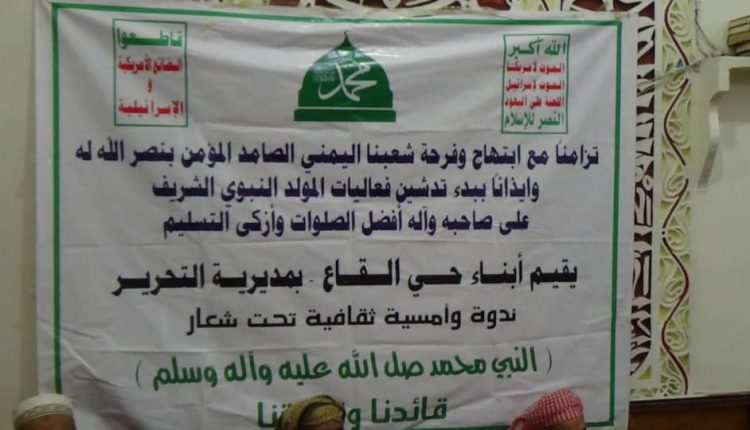 الله أكبر
الموت لأمريكا
الموت لإسرائيل
اللعنة على اليهود
النصر للإسلام
محمد
قاطعوا
البضائع الأمريكية
و
الإسرائيلية
تزامنا مع ابتهاج وفرحة شعبنا اليمني الصامد المؤمن بنصر الله له
وايذانا ببدء تدشين فعاليات المولد النبوي الشريف
على صاحبه وآله أفضل الصلوات وأزكى التسليم
يقيم أبناء حي القاع - بمديرية التحرير
ندوة وأمسية ثقافية تحت شعار
( النبي محمد صل الله عليه وآله وسلم )
قائدنا